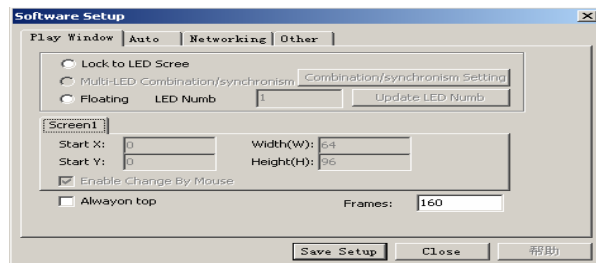 Software Setup
Play Window Auto Networking Other
Lock to LED Scree
Multi-LED Combination/synchronism Combination/synchronism Setting
Floating LED Numb 1 Update LED Numb
Screen1
Start X: 0 Width(W): 64
Start Y: 0 Height(H): 96
Enable Change By Mouse
Alwayon top Frames: 160
Save Setup Close 帮助